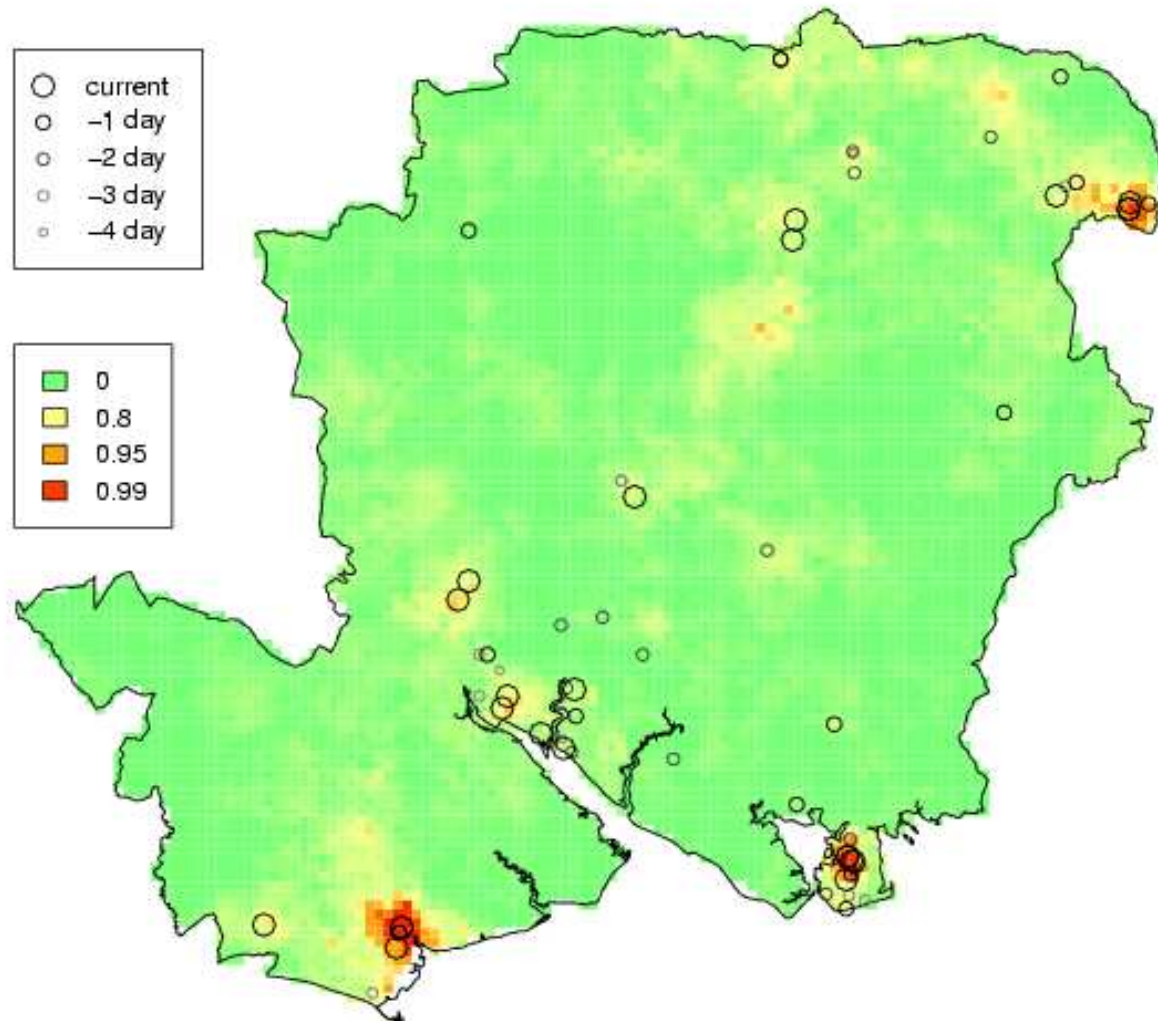 current
–1 day
–2 day
–3 day
–4 day
0
0.8
0.95
0.99